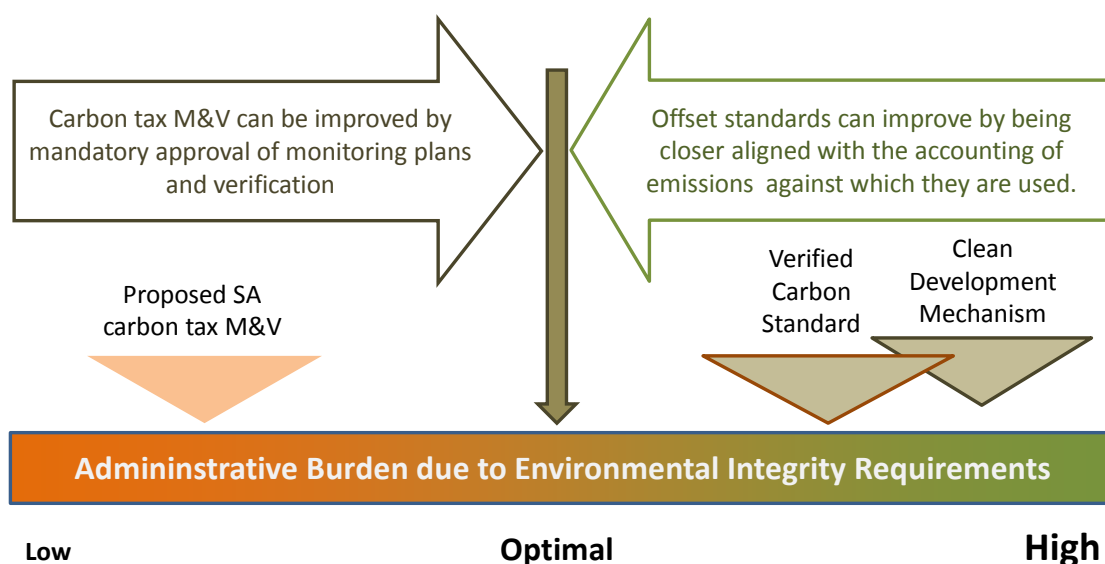 Carbon tax M&V can be improved by
mandatory approval of monitoring plans
and verification
Offset standards can improve by being
closer aligned with the accounting of
emissions  against which they are used.
Proposed SA
carbon tax M&V
Verified
Carbon
Standard
Clean
Development
Mechanism
Admininstrative Burden due to Environmental Integrity Requirements
Low
Optimal
High